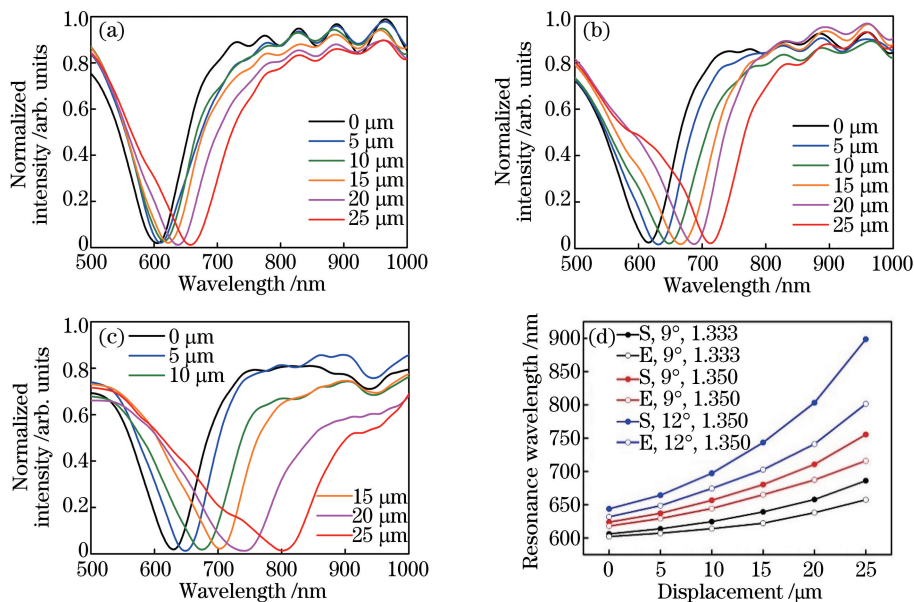 (a)
Normalized
intensity /arb. units
1.0
0.8
0.6
0.4
0.2
0
0 μm
5 μm
10 μm
15 μm
20 μm
25 μm
500 600 700 800 900 1000
Wavelength /nm
(b)
Normalized
intensity /arb. units
1.0
0.8
0.6
0.4
0.2
0
0 μm
5 μm
10 μm
15 μm
20 μm
25 μm
500 600 700 800 900 1000
Wavelength /nm
(c)
Normalized
intensity /arb. units
1.0
0.8
0.6
0.4
0.2
0
0 μm
5 μm
10 μm
15 μm
20 μm
25 μm
500 600 700 800 900 1000
Wavelength /nm
(d)
Resonance wavelength /nm
900
850
800
750
700
650
600
S, 9°, 1.333
E, 9°, 1.333
S, 9°, 1.350
E, 9°, 1.350
S, 12°, 1.350
E, 12°, 1.350
0 5 10 15 20 25
Displacement /μm